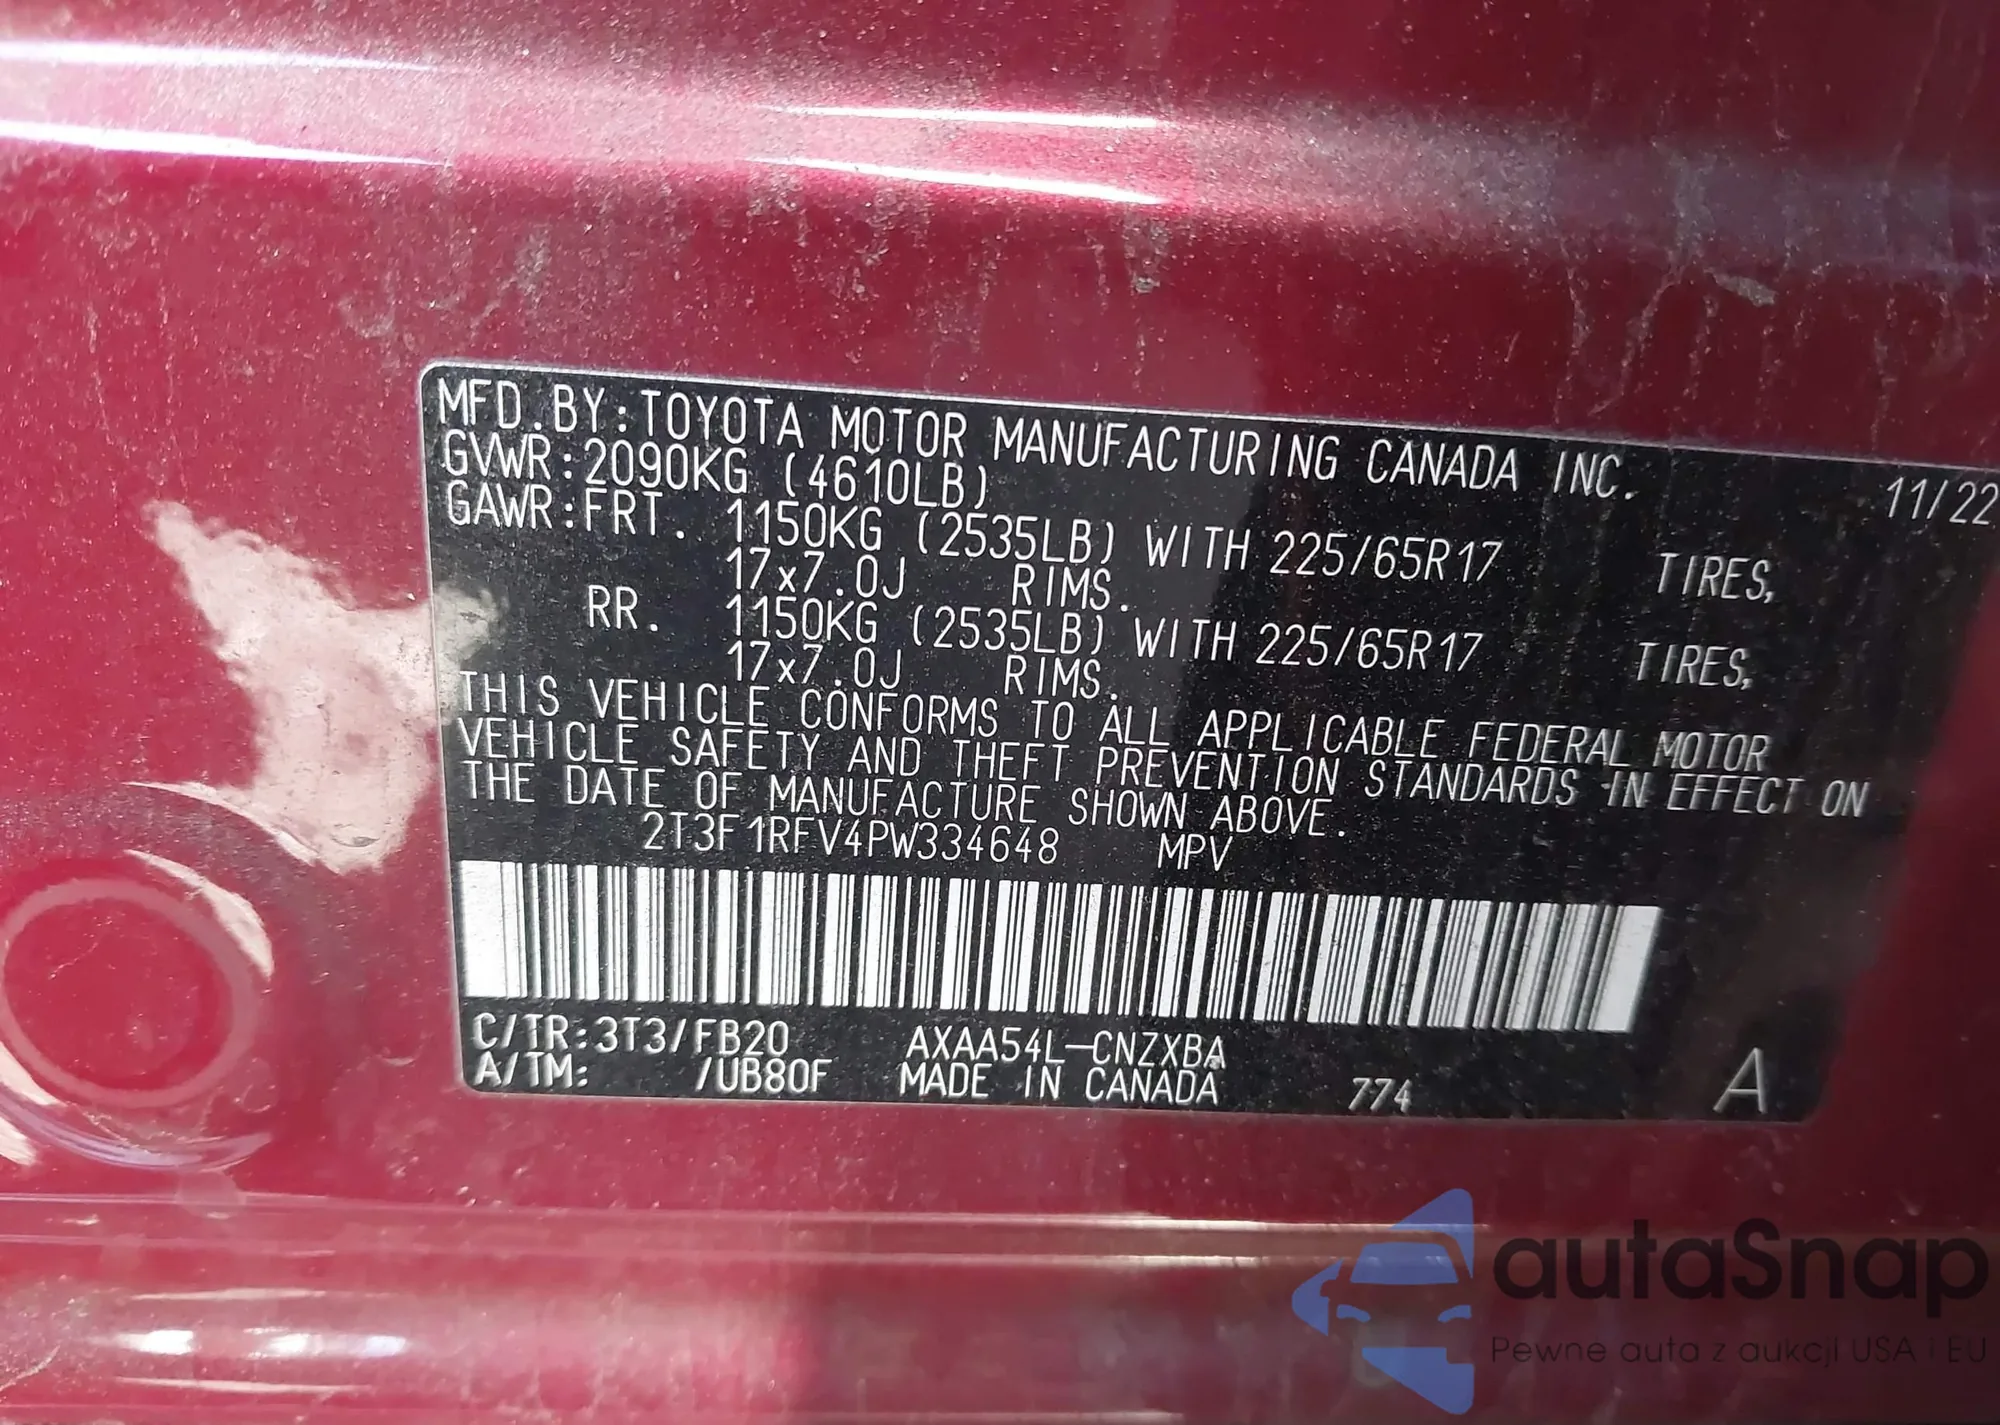 MFD.BY:TOYOTA MOTOR MANUFACTURING CANADA INC. 11/22
GVWR:2090KG (4610LB)
GAWR:FRT. 1150KG (2535LB) WITH 225/65R17 TIRES,
17x7.0J RIMS.
RR. 1150KG (2535LB) WITH 225/65R17 TIRES,
17x7.0J RIMS.
THIS VEHICLE CONFORMS TO ALL APPLICABLE FEDERAL MOTOR
VEHICLE SAFETY AND THEFT PREVENTION STANDARDS IN EFFECT ON
THE DATE OF MANUFACTURE SHOWN ABOVE.
2T3F1RFV4PW334648 MPV
C/TR:3T3/FB20 AXAA54L-CNZXBA
A/TM: /UB80F MADE IN CANADA 774 A
autaSnap
Pewne auta z aukcji USA i EU